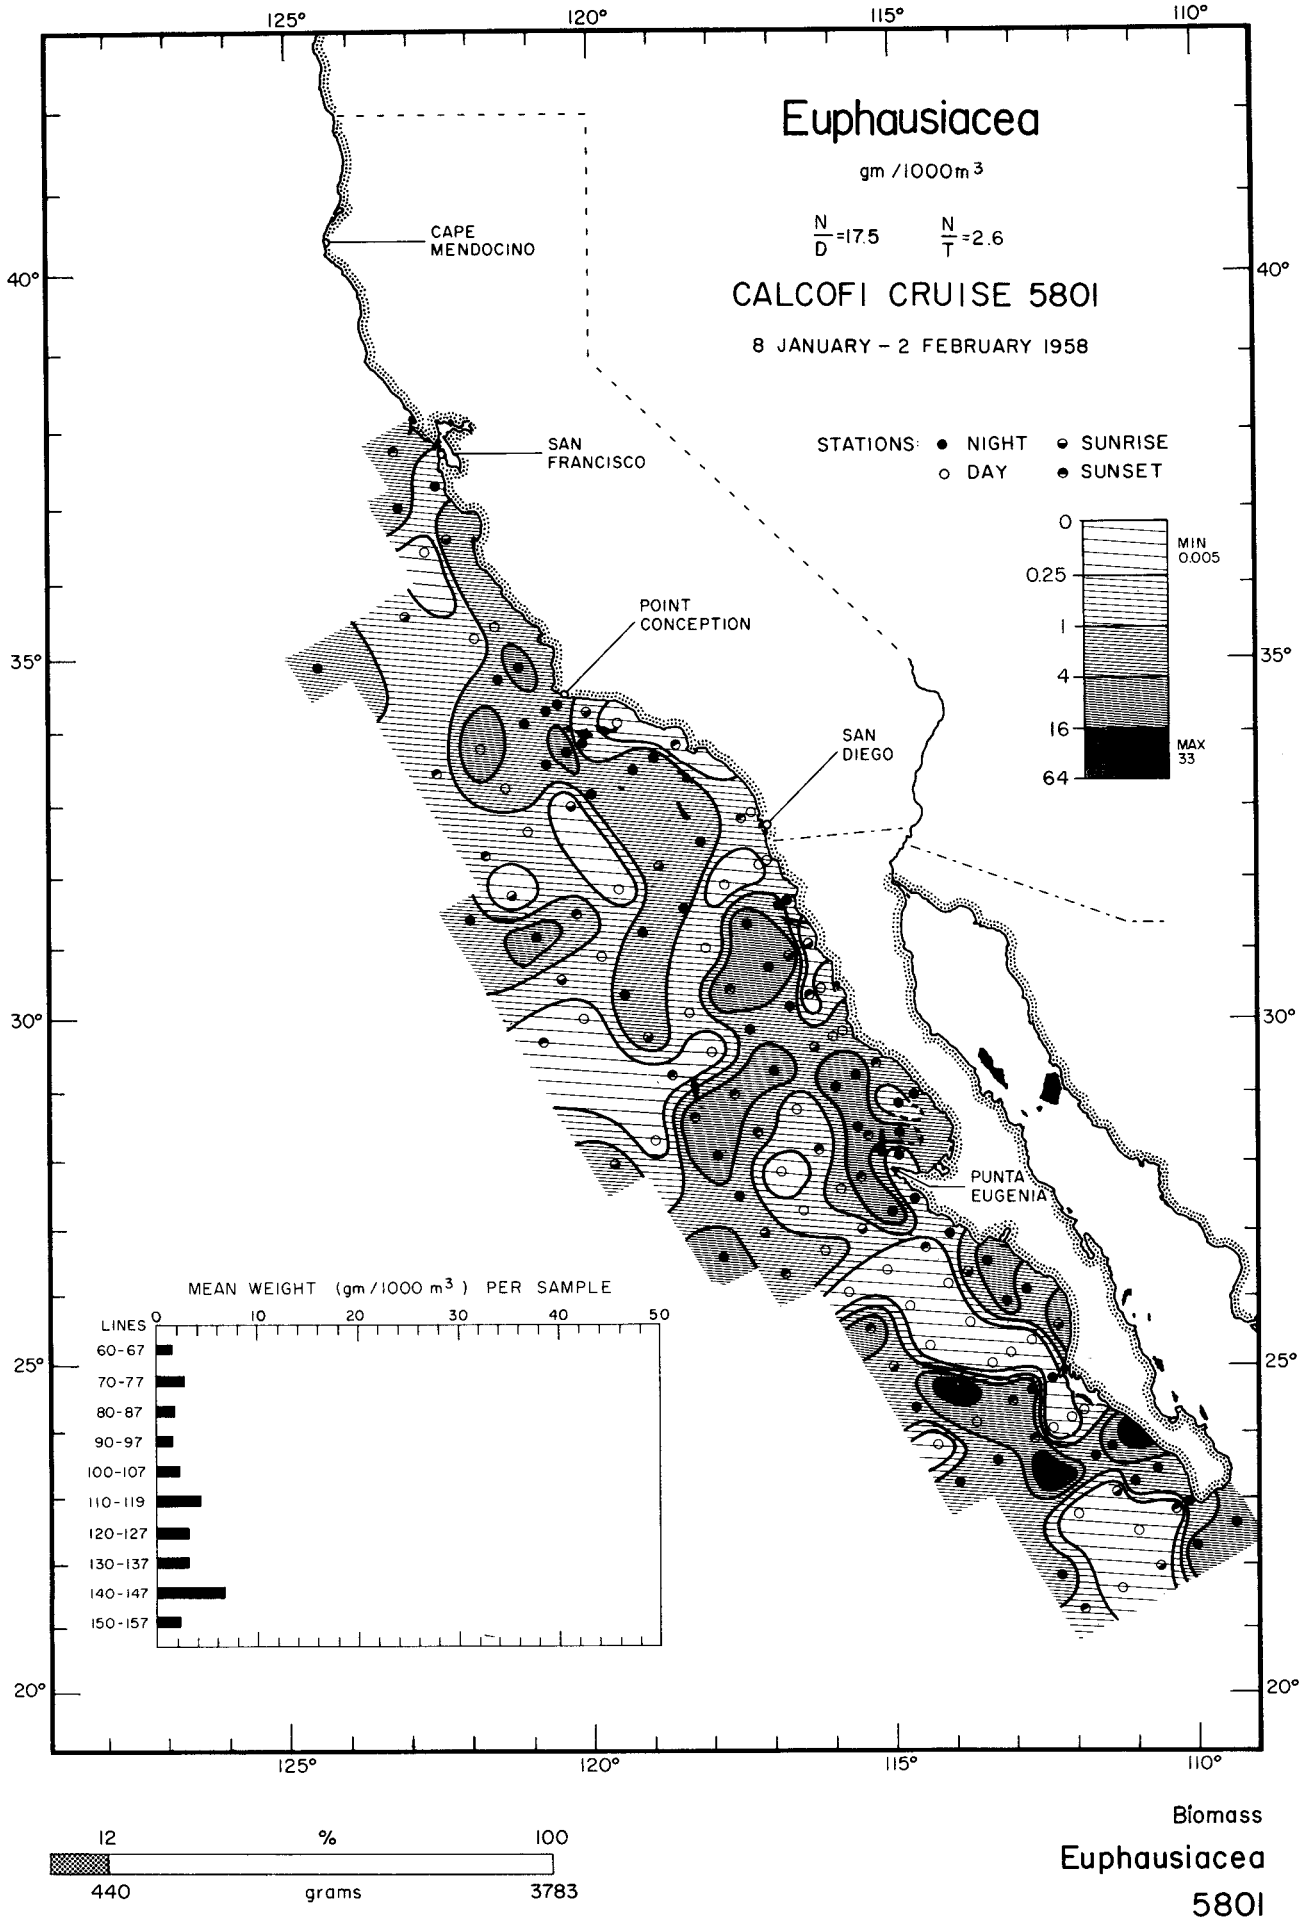 125° 120° 115° 110°
Euphausiacea
gm/1000m³
N/D=17.5 N/T=2.6
CALCOFI CRUISE 5801
8 JANUARY – 2 FEBRUARY 1958
CAPE
MENDOCINO
40° 40°
STATIONS: ● NIGHT SUNRISE
○ DAY SUNSET
SAN
FRANCISCO
0
MIN
0.005
0.25
1
4
16
MAX
33
64
POINT
CONCEPTION
35° 35°
SAN
DIEGO
30° 30°
PUNTA
EUGENIA
MEAN WEIGHT (gm/1000 m³) PER SAMPLE
0 10 20 30 40 50
LINES
60-67
70-77
80-87
90-97
100-107
110-119
120-127
130-137
140-147
150-157
25° 25°
20° 20°
125° 120° 115° 110°
12 % 100
440 grams 3783
Biomass
Euphausiacea
5801